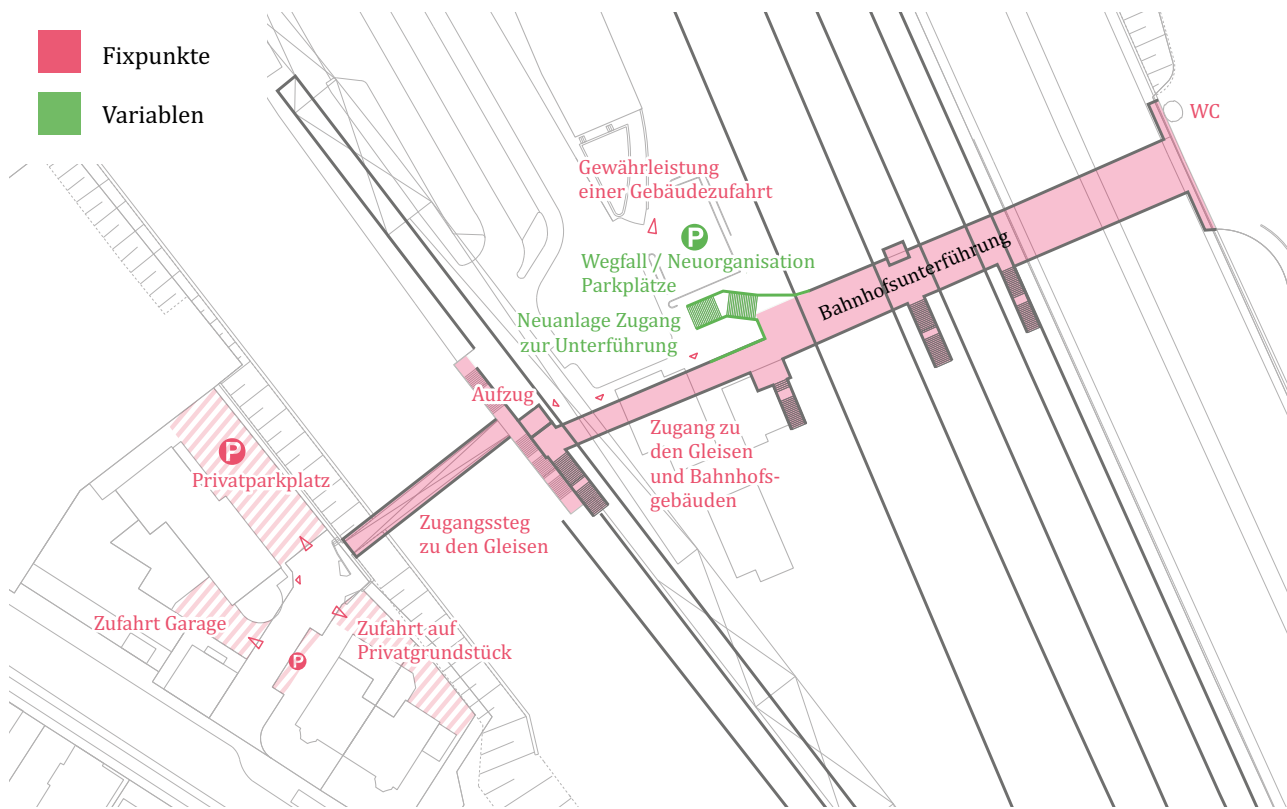 Fixpunkte
Variablen
WC
Gewährleistung
einer Gebäudezufahrt
P
Wegfall / Neuorganisation
Parkplätze
Bahnhofsunterführung
Neuanlage Zugang
zur Unterführung
Aufzug
Zugang zu
den Gleisen
und Bahnhofs-
gebäuden
P
Privatparkplatz
Zugangssteg
zu den Gleisen
Zufahrt Garage
Zufahrt auf
Privatgrundstück
P